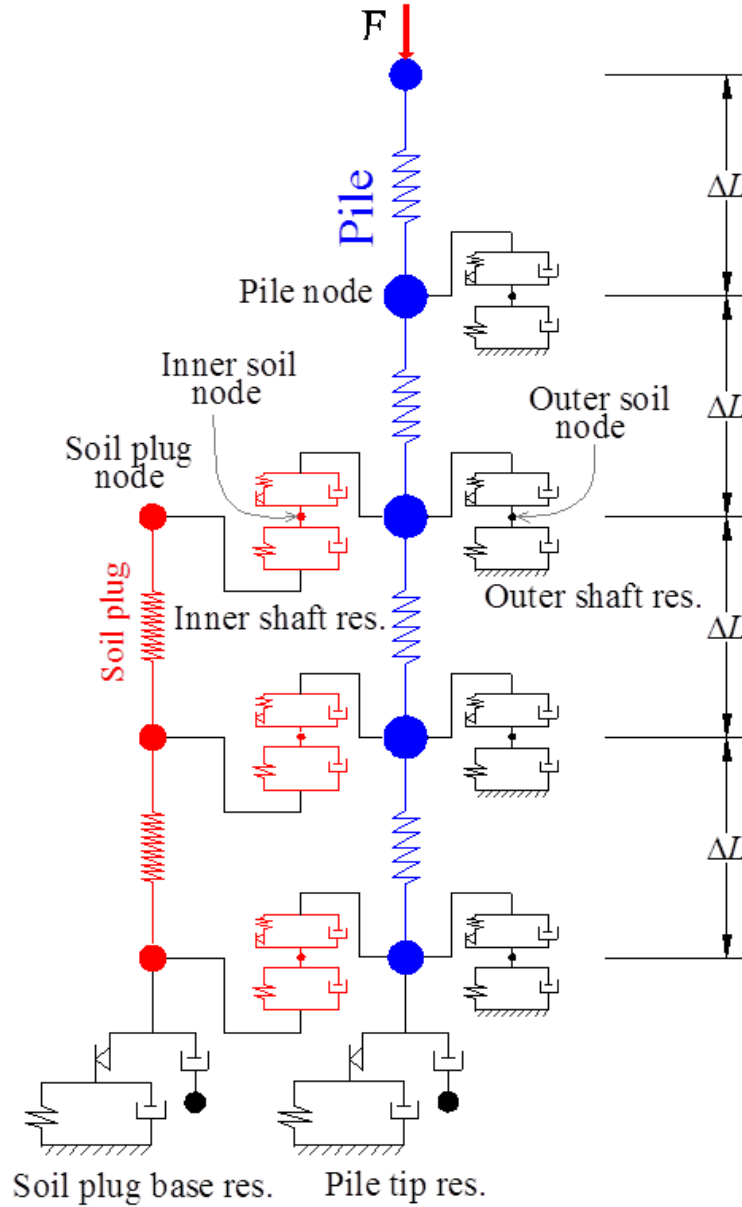 F
Pile
ΔL
Pile node
Inner soil
node
Outer soil
node
ΔL
Soil plug
node
Soil plug
Inner shaft res.
Outer shaft res.
ΔL
ΔL
Soil plug base res.
Pile tip res.